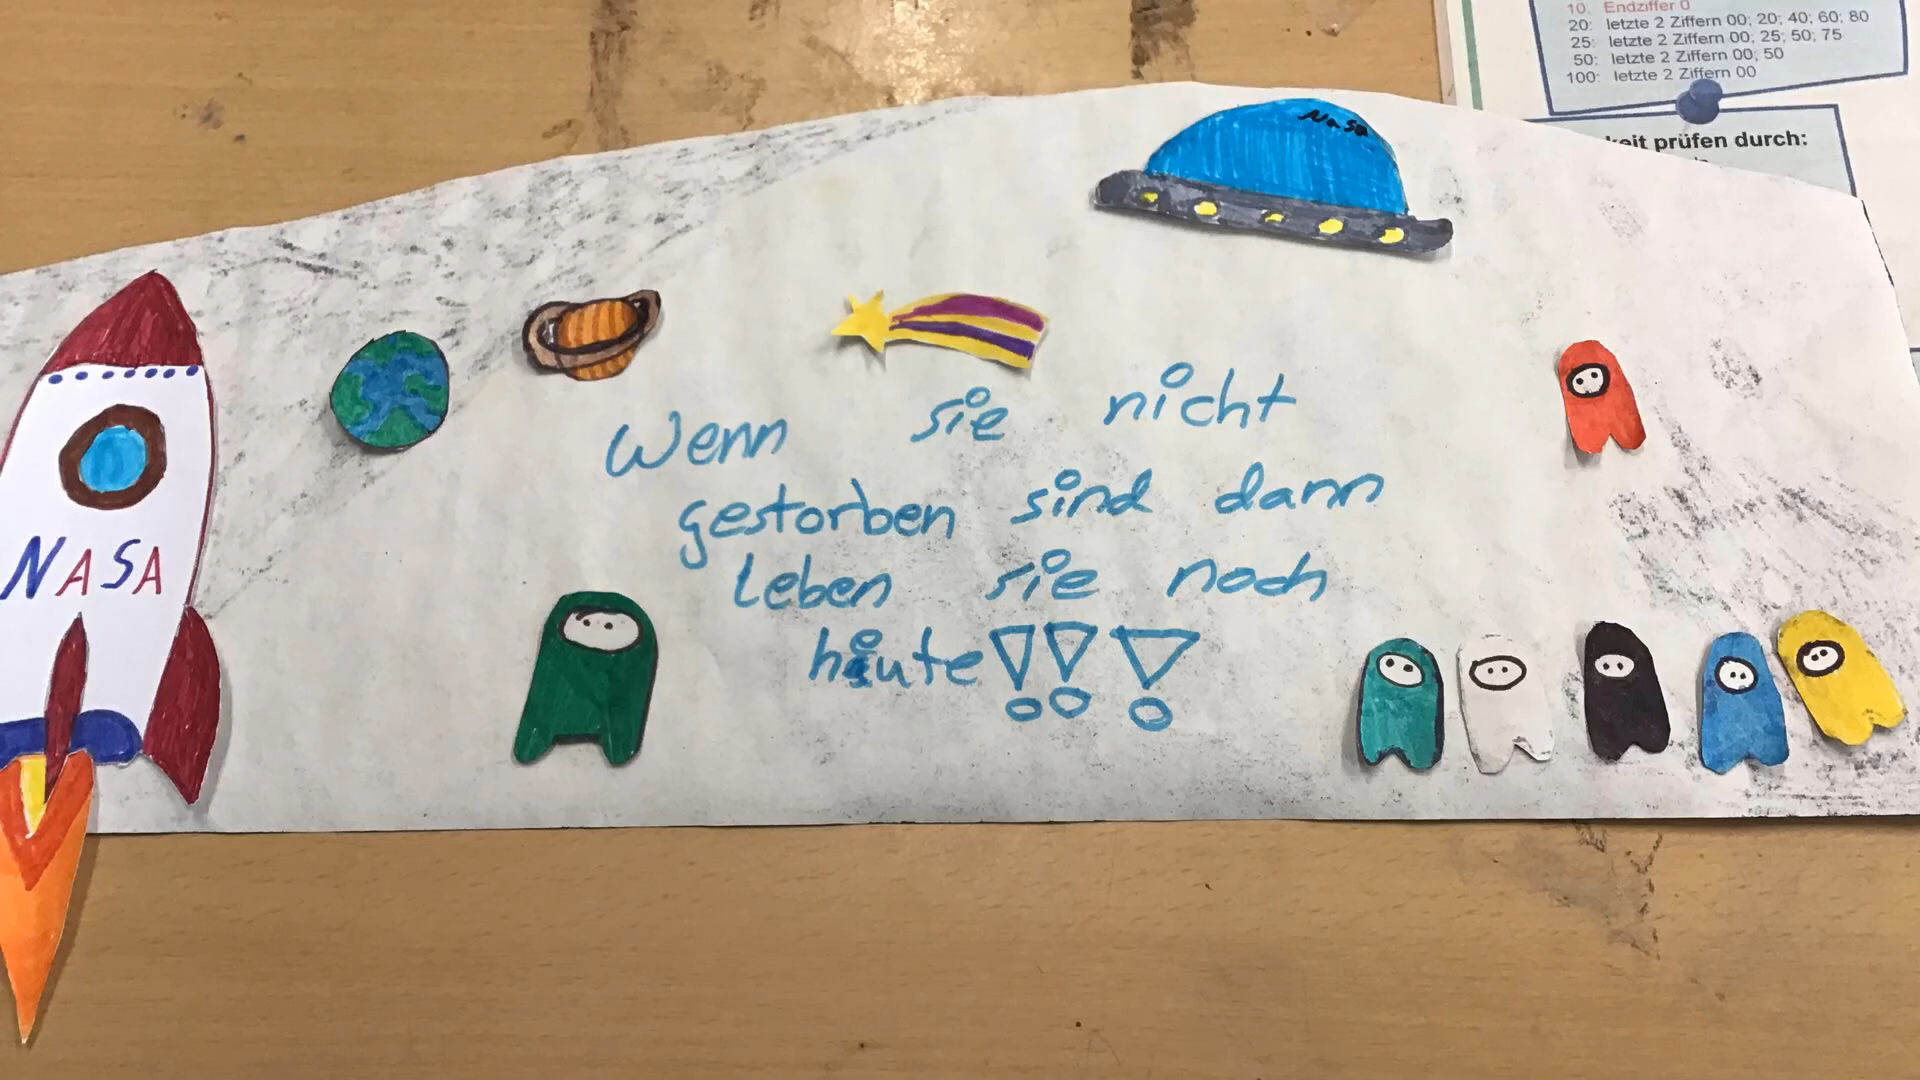 10. Endziffer 0
20: letzte 2 Ziffern 00; 20; 40; 60; 80
25: letzte 2 Ziffern 00; 25; 50; 75
50: letzte 2 Ziffern 00; 50
100: letzte 2 Ziffern 00
prüfen durch:
Nasa
Wenn sie nicht
gestorben sind dann
Leben sie noch
heute!!!
NASA